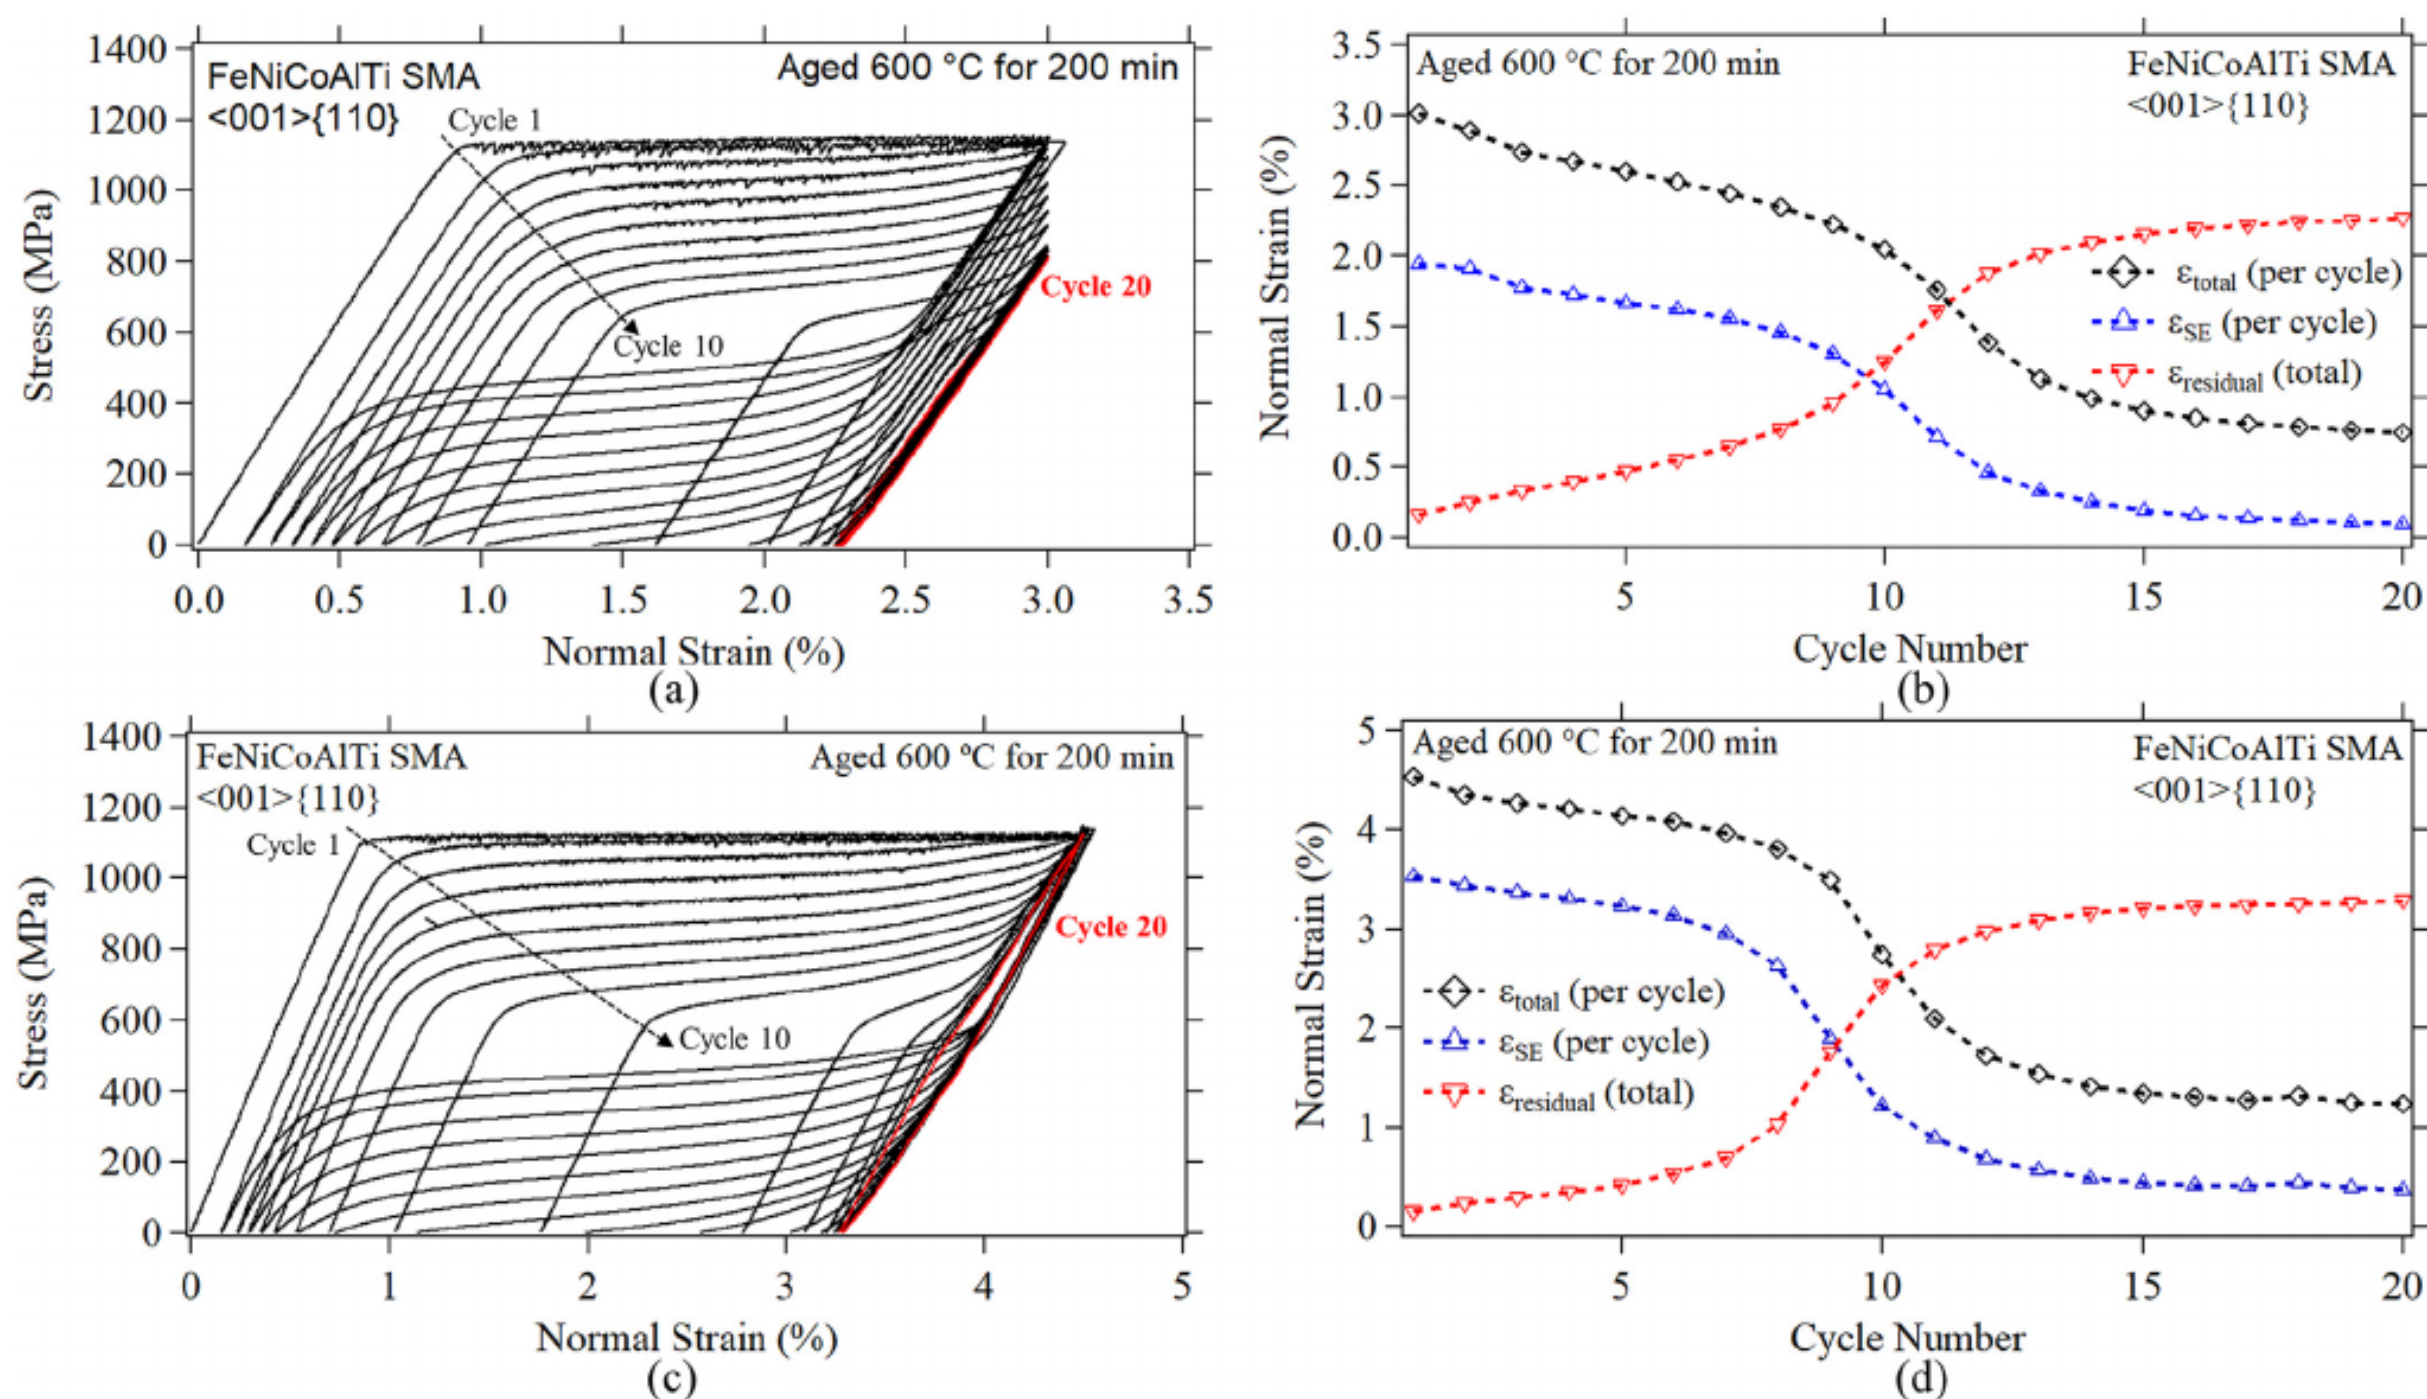 FeNiCoAlTi SMA
<001>{110}
Aged 600 °C for 200 min
Cycle 1
Cycle 10
Cycle 20
1400
1200
1000
800
600
400
200
0
Stress (MPa)
0.0 0.5 1.0 1.5 2.0 2.5 3.0 3.5
Normal Strain (%)
(a)
Aged 600 °C for 200 min
FeNiCoAlTi SMA
<001>{110}
3.5
3.0
2.5
2.0
1.5
1.0
0.5
0.0
Normal Strain (%)
εtotal (per cycle)
εSE (per cycle)
εresidual (total)
5 10 15 20
Cycle Number
(b)
FeNiCoAlTi SMA
<001>{110}
Aged 600 °C for 200 min
Cycle 1
Cycle 10
Cycle 20
1400
1200
1000
800
600
400
200
0
Stress (MPa)
0 1 2 3 4 5
Normal Strain (%)
(c)
Aged 600 °C for 200 min
FeNiCoAlTi SMA
<001>{110}
5
4
3
2
1
0
Normal Strain (%)
εtotal (per cycle)
εSE (per cycle)
εresidual (total)
5 10 15 20
Cycle Number
(d)